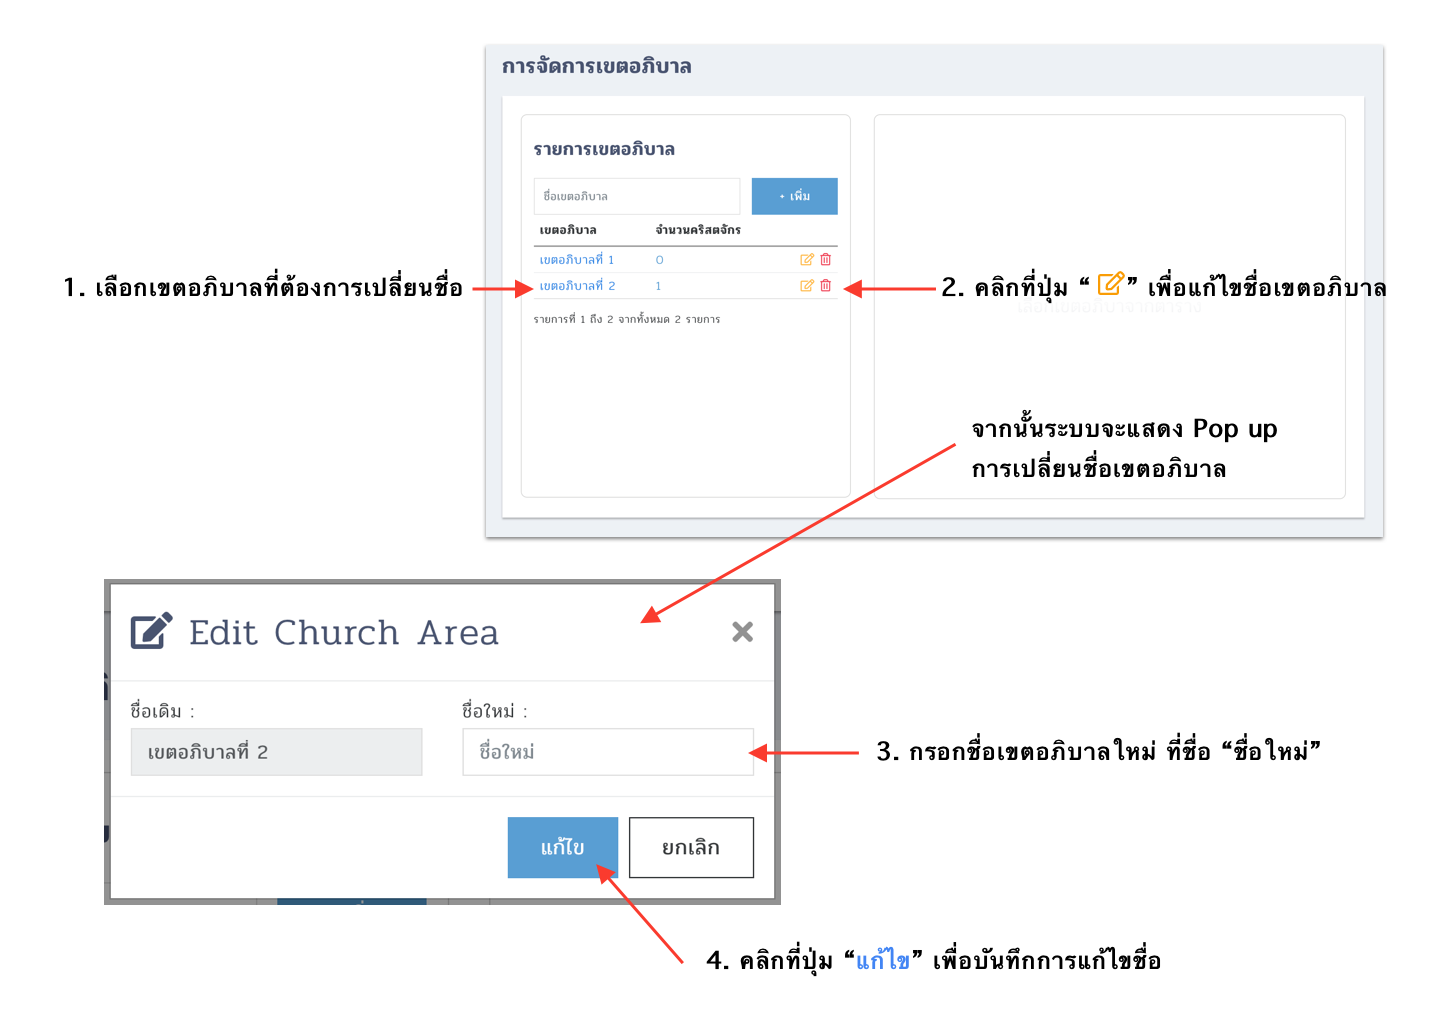 การจัดการเขตอภิบาล
รายการเขตอภิบาล
ชื่อเขตอภิบาล
+ เพิ่ม
เขตอภิบาล จำนวนคริสตจักร
เขตอภิบาลที่ 1 0
เขตอภิบาลที่ 2 1
รายการที่ 1 ถึง 2 จากทั้งหมด 2 รายการ
1. เลือกเขตอภิบาลที่ต้องการเปลี่ยนชื่อ
2. คลิกที่ปุ่ม “ ” เพื่อแก้ไขชื่อเขตอภิบาล
จากนั้นระบบจะแสดง Pop up
การเปลี่ยนชื่อเขตอภิบาล
Edit Church Area
ชื่อเดิม : ชื่อใหม่ :
เขตอภิบาลที่ 2 ชื่อใหม่
3. กรอกชื่อเขตอภิบาลใหม่ ที่ชื่อ “ชื่อใหม่”
แก้ไข ยกเลิก
4. คลิกที่ปุ่ม “แก้ไข” เพื่อบันทึกการแก้ไขชื่อ